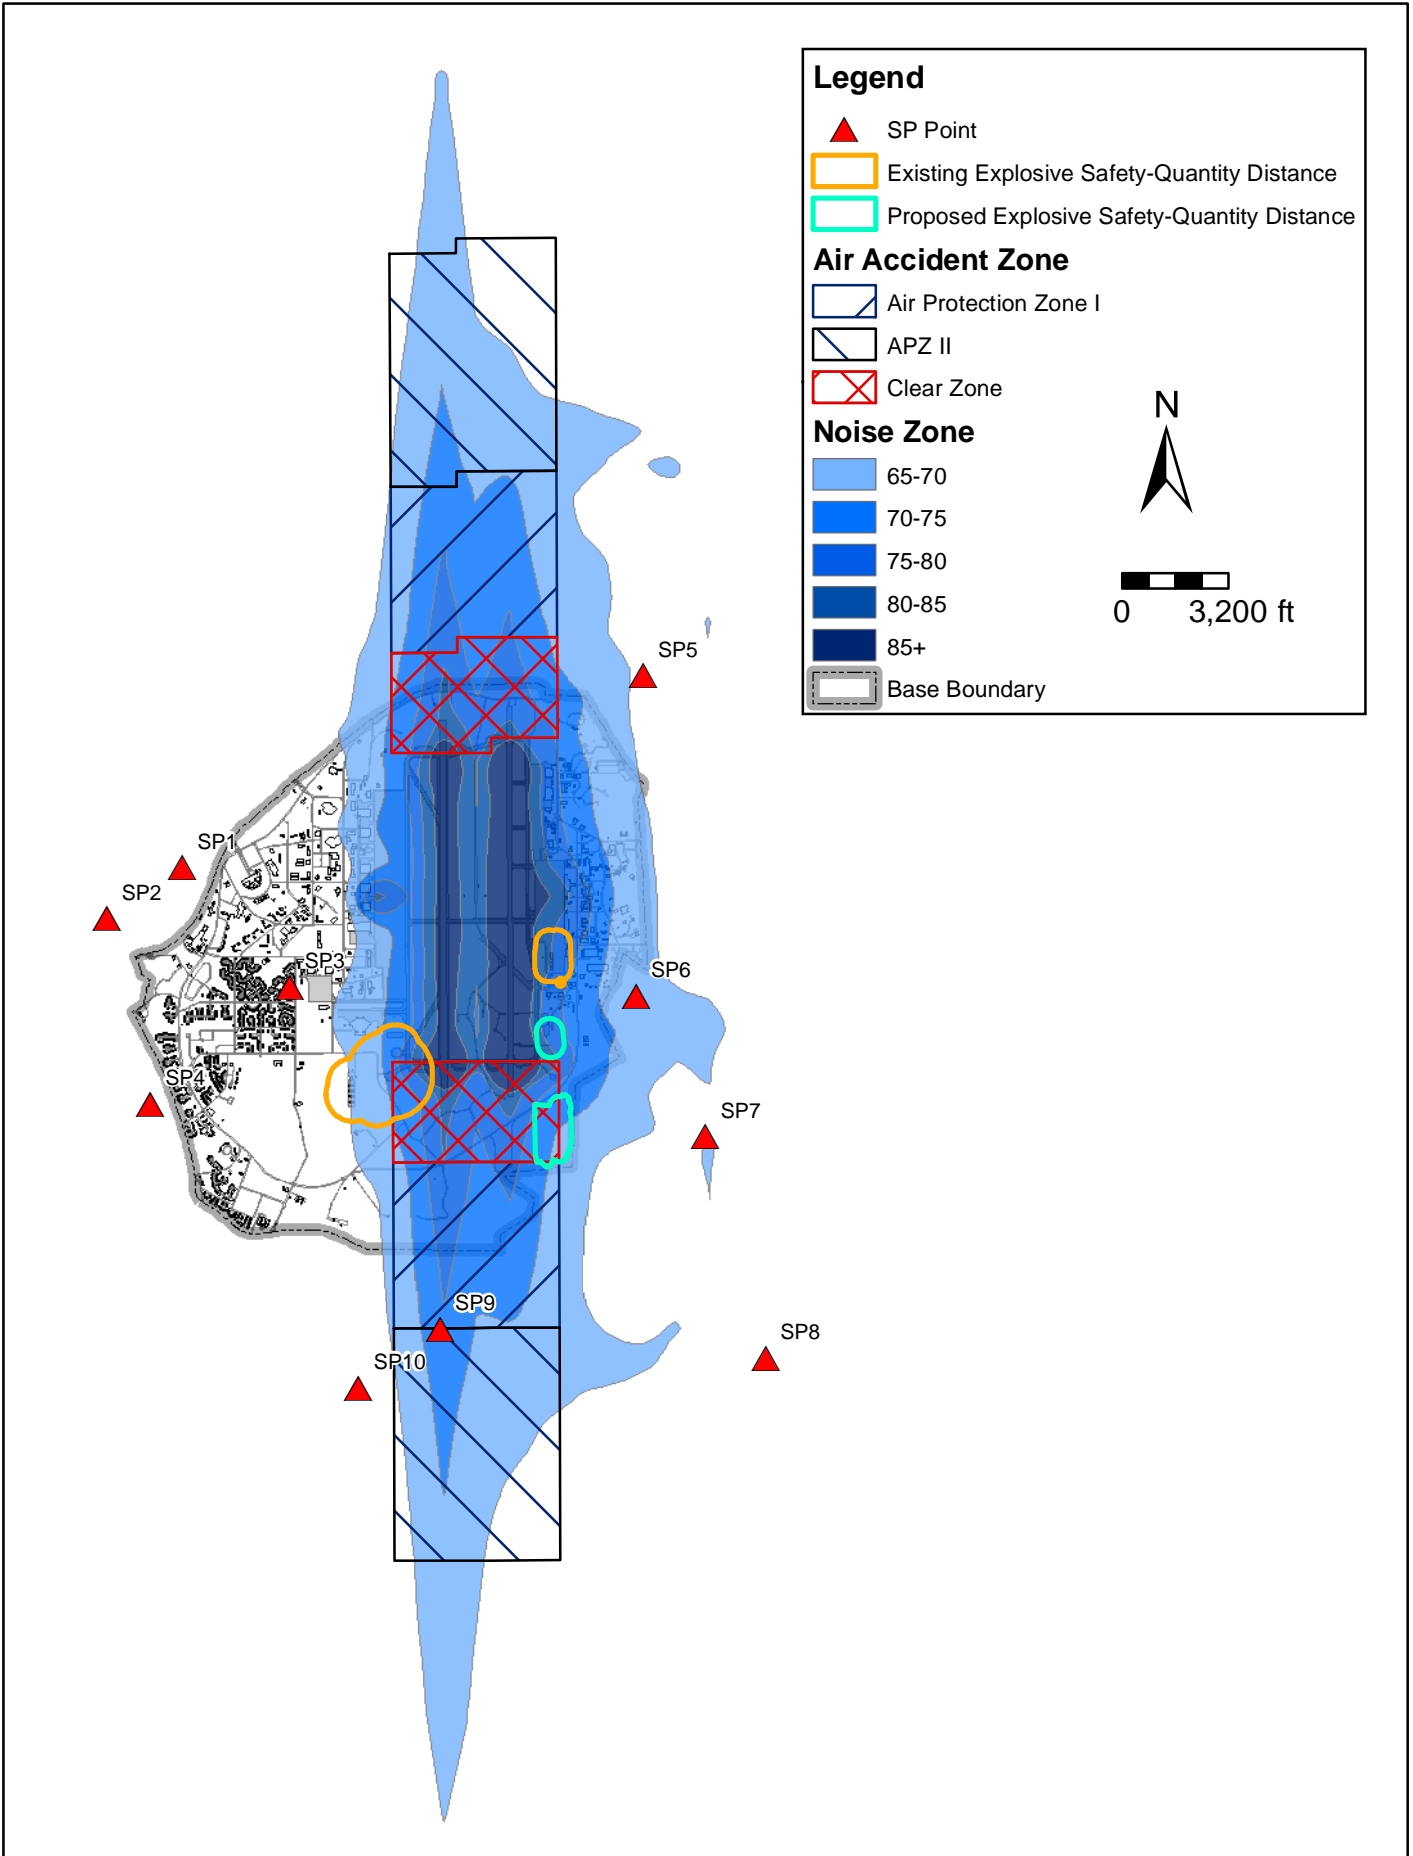 Legend
SP Point
Existing Explosive Safety-Quantity Distance
Proposed Explosive Safety-Quantity Distance
Air Accident Zone
Air Protection Zone I
APZ II
Clear Zone
Noise Zone
65-70
70-75
75-80
80-85
85+
Base Boundary
N
0 3,200 ft
SP5
SP1
SP2
SP3
SP6
SP4
SP7
SP9
SP8
SP10